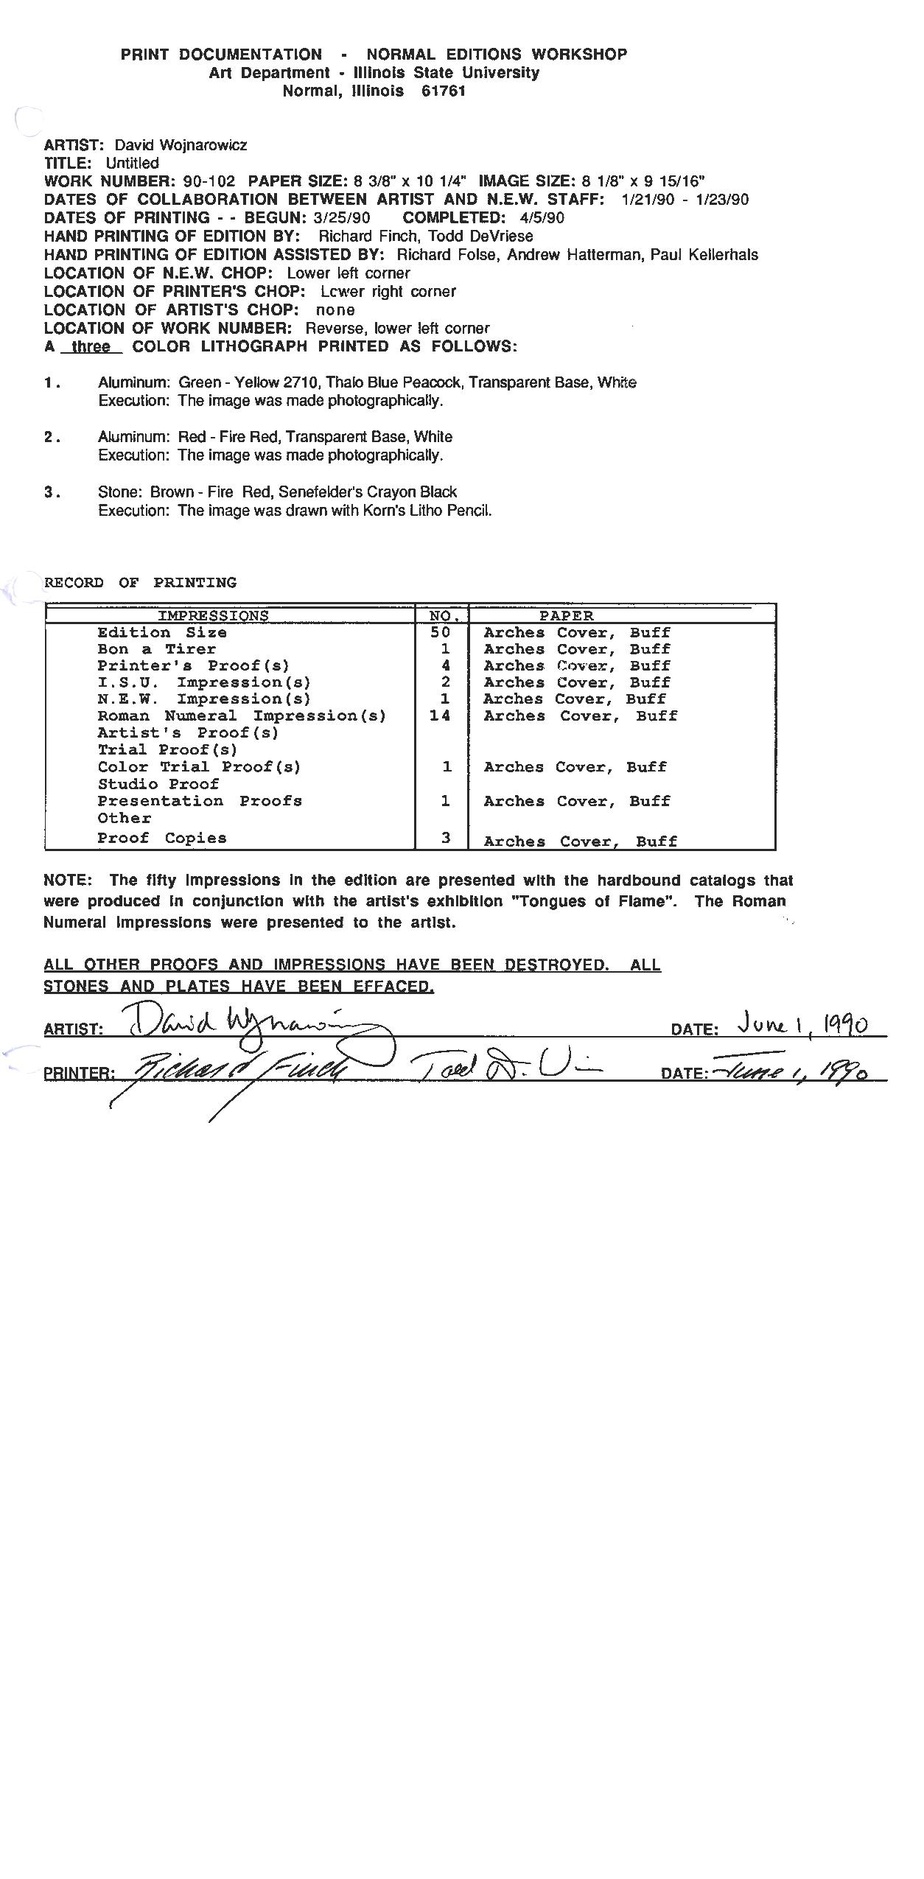 PRINT DOCUMENTATION - NORMAL EDITIONS WORKSHOP
Art Department - Illinois State University
Normal, Illinois 61761
ARTIST: David Wojnarowicz
TITLE: Untitled
WORK NUMBER: 90-102 PAPER SIZE: 8 3/8" x 10 1/4" IMAGE SIZE: 8 1/8" x 9 15/16"
DATES OF COLLABORATION BETWEEN ARTIST AND N.E.W. STAFF: 1/21/90 - 1/23/90
DATES OF PRINTING - - BEGUN: 3/25/90 COMPLETED: 4/5/90
HAND PRINTING OF EDITION BY: Richard Finch, Todd DeVriese
HAND PRINTING OF EDITION ASSISTED BY: Richard Folse, Andrew Hatterman, Paul Kellerhals
LOCATION OF N.E.W. CHOP: Lower left corner
LOCATION OF PRINTER'S CHOP: Lower right corner
LOCATION OF ARTIST'S CHOP: none
LOCATION OF WORK NUMBER: Reverse, lower left corner
A three COLOR LITHOGRAPH PRINTED AS FOLLOWS:
1. Aluminum: Green - Yellow 2710, Thalo Blue Peacock, Transparent Base, White
Execution: The image was made photographically.
2. Aluminum: Red - Fire Red, Transparent Base, White
Execution: The image was made photographically.
3. Stone: Brown - Fire Red, Senefelder's Crayon Black
Execution: The image was drawn with Korn's Litho Pencil.
RECORD OF PRINTING
IMPRESSIONS NO. PAPER
Edition Size 50 Arches Cover, Buff
Bon a Tirer 1 Arches Cover, Buff
Printer's Proof(s) 4 Arches Cover, Buff
I.S.U. Impression(s) 2 Arches Cover, Buff
N.E.W. Impression(s) 1 Arches Cover, Buff
Roman Numeral Impression(s) 14 Arches Cover, Buff
Artist's Proof(s)
Trial Proof(s)
Color Trial Proof(s) 1 Arches Cover, Buff
Studio Proof
Presentation Proofs 1 Arches Cover, Buff
Other
Proof Copies 3 Arches Cover, Buff
NOTE: The fifty impressions in the edition are presented with the hardbound catalogs that
were produced in conjunction with the artist's exhibition "Tongues of Flame". The Roman
Numeral impressions were presented to the artist.
ALL OTHER PROOFS AND IMPRESSIONS HAVE BEEN DESTROYED. ALL
STONES AND PLATES HAVE BEEN EFFACED.
ARTIST: David Wojnarowicz DATE: June 1, 1990
PRINTER: Richard Finch Todd D. Vriese DATE: June 1, 1990